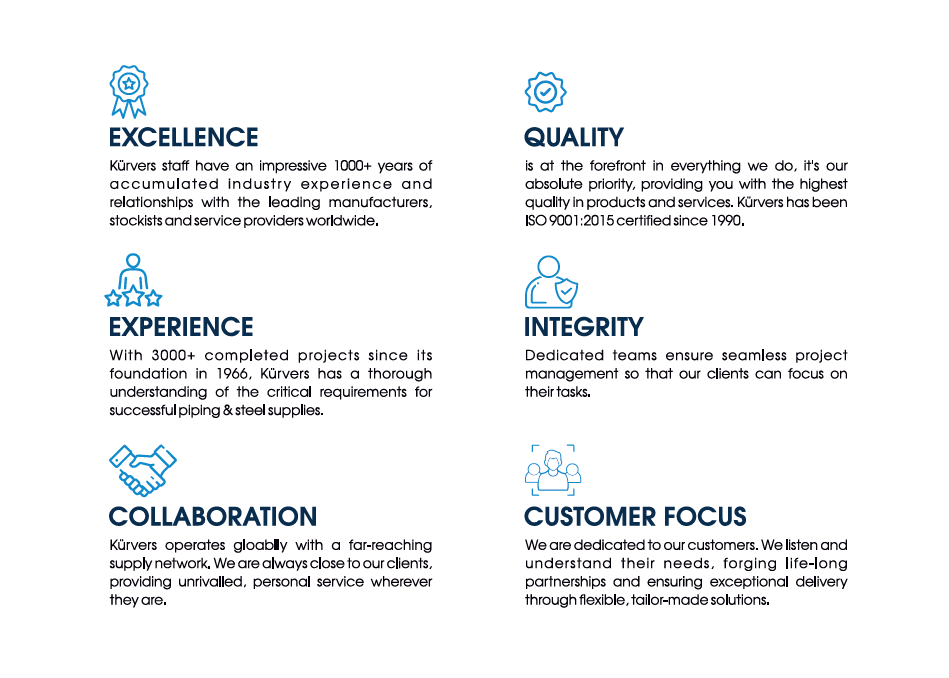 EXCELLENCE
Kürvers staff have an impressive 1000+ years of
accumulated industry experience and
relationships with the leading manufacturers,
stockists and service providers worldwide.
QUALITY
is at the forefront in everything we do, it's our
absolute priority, providing you with the highest
quality in products and services. Kürvers has been
ISO 9001:2015 certified since 1990.
EXPERIENCE
With 3000+ completed projects since its
foundation in 1966, Kürvers has a thorough
understanding of the critical requirements for
successful piping & steel supplies.
INTEGRITY
Dedicated teams ensure seamless project
management so that our clients can focus on
their tasks.
COLLABORATION
Kürvers operates gloablly with a far-reaching
supply network. We are always close to our clients,
providing unrivalled, personal service wherever
they are.
CUSTOMER FOCUS
We are dedicated to our customers. We listen and
understand their needs, forging life-long
partnerships and ensuring exceptional delivery
through flexible, tailor-made solutions.